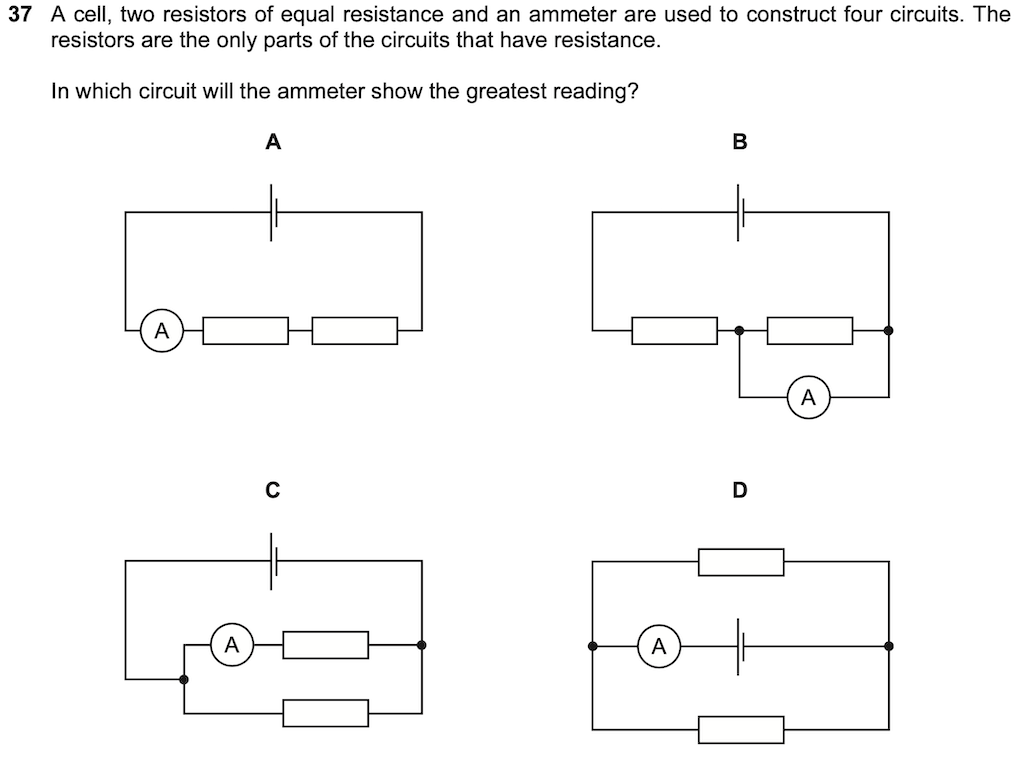 37 A cell, two resistors of equal resistance and an ammeter are used to construct four circuits. The
resistors are the only parts of the circuits that have resistance.
In which circuit will the ammeter show the greatest reading?
A
B
A
A
C
D
A
A